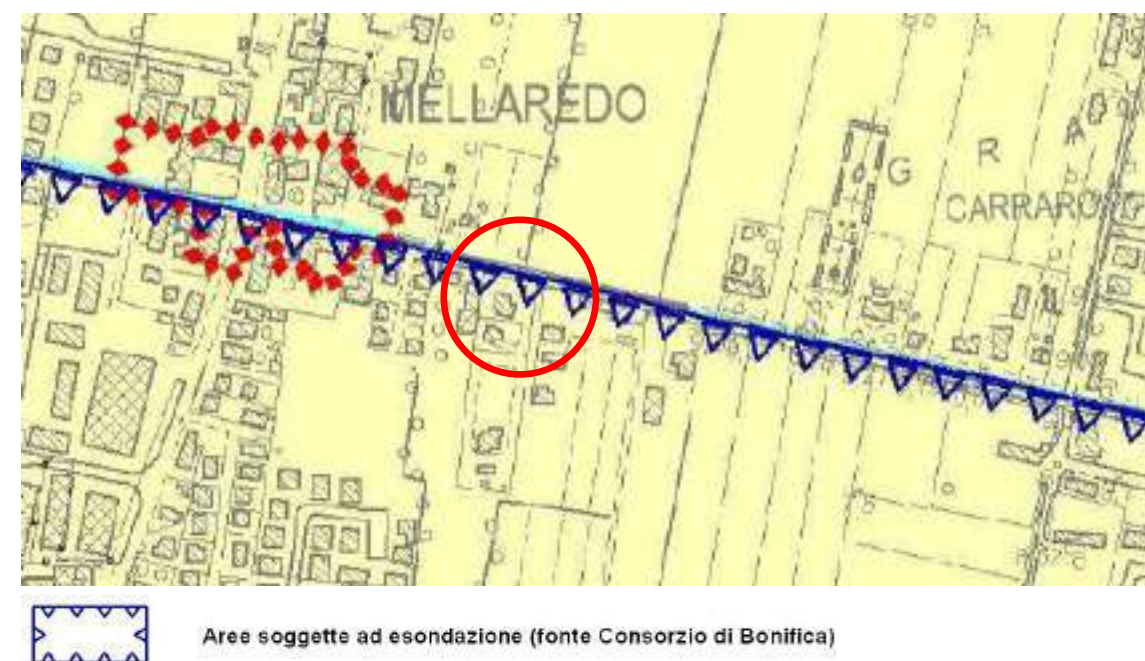 MELLAREDO
G R A
CARRARO
Aree soggette ad esondazione (fonte Consorzio di Bonifica)